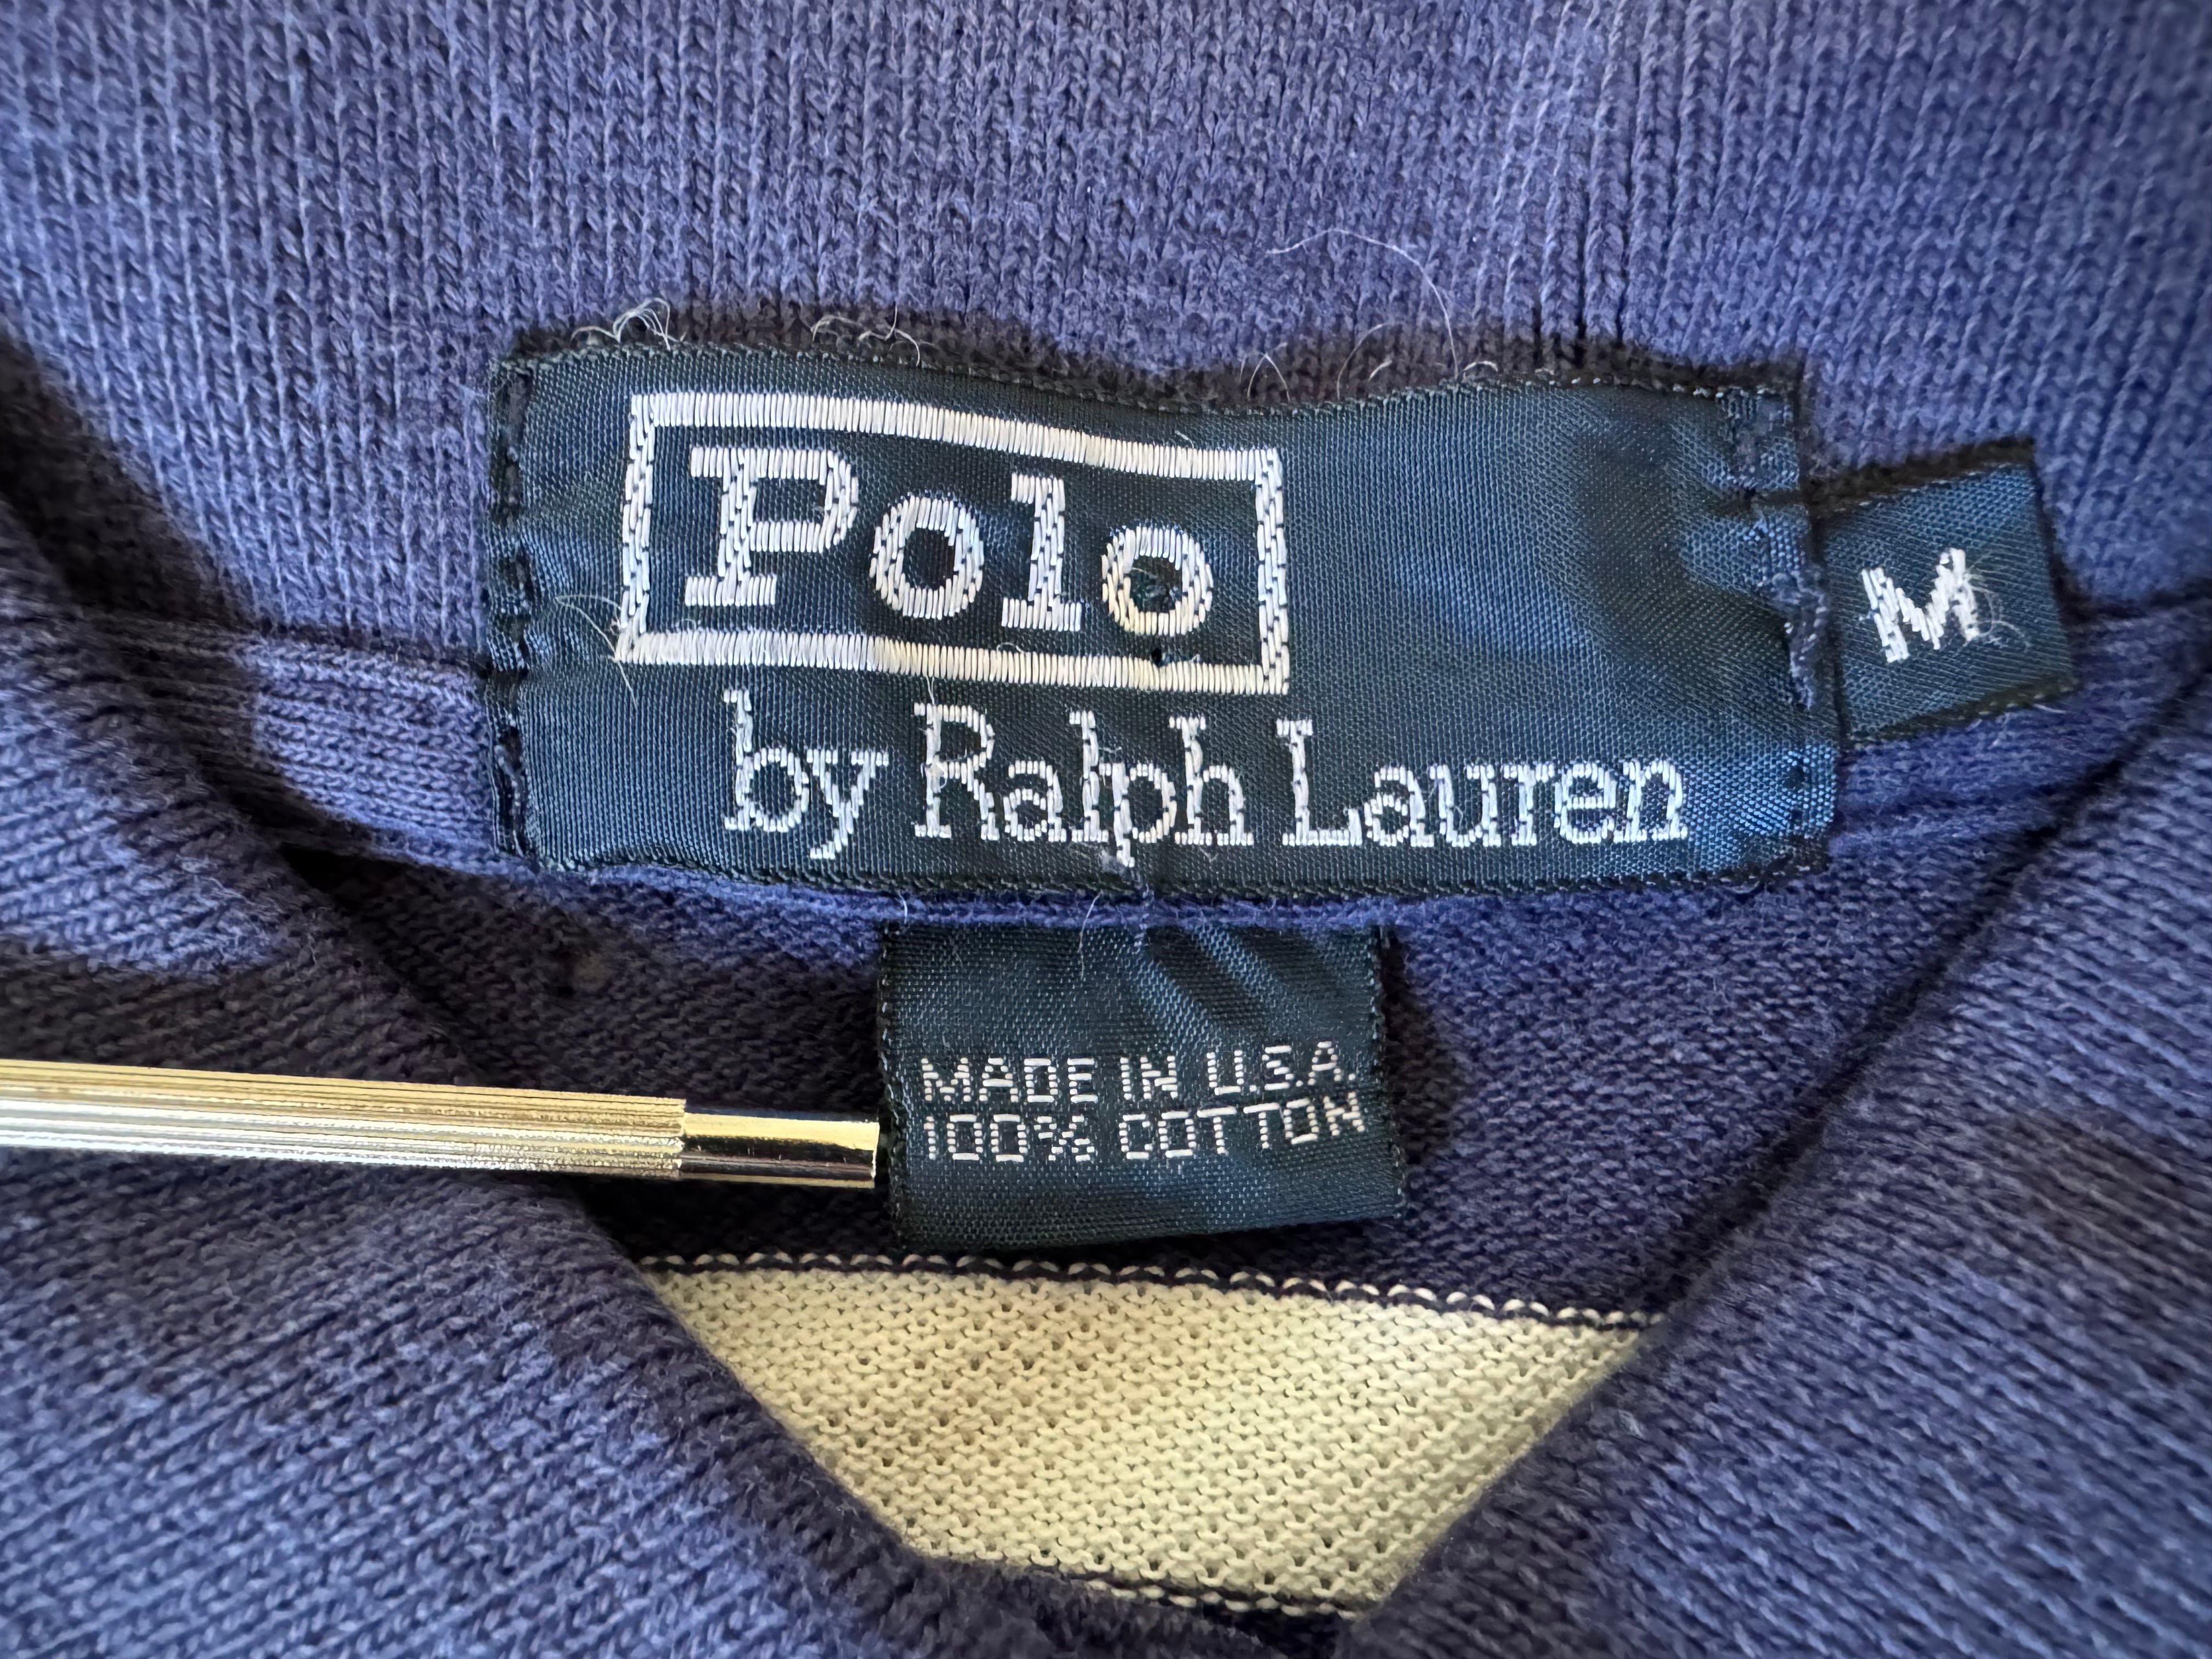 Polo
by Ralph Lauren
M
MADE IN U.S.A.
100% COTTON